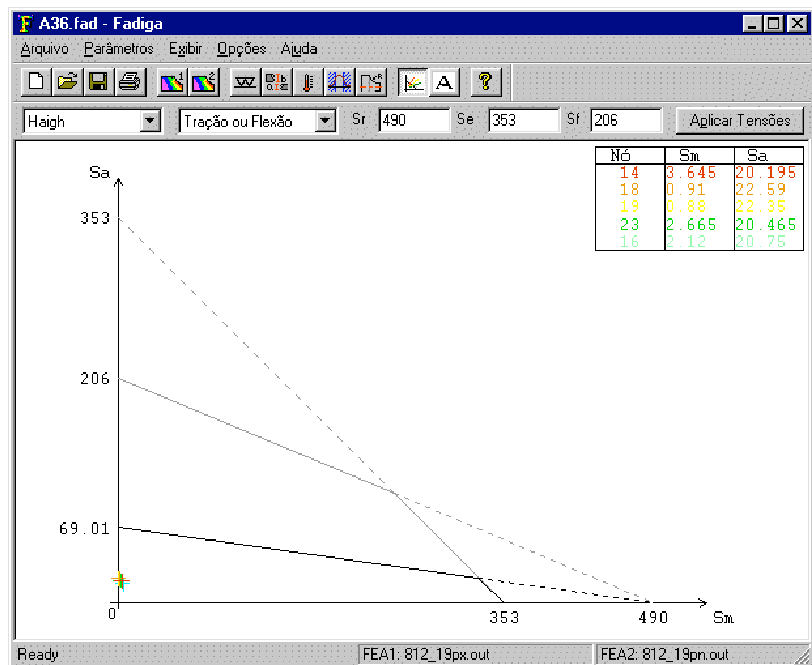 A36.fad - Fadiga
Arquivo Parâmetros Exibir Opções Ajuda
Haigh Tração ou Flexão Sr 490 Se 353 Sf 206 Aplicar Tensões
Nó Sm Sa
14 3.645 20.195
18 0.91 22.59
19 0.88 22.35
23 2.665 20.465
16 2.12 20.75
Sa
353
206
69.01
0 353 490 Sm
Ready FEA1: 812_19px.out FEA2: 812_19pn.out